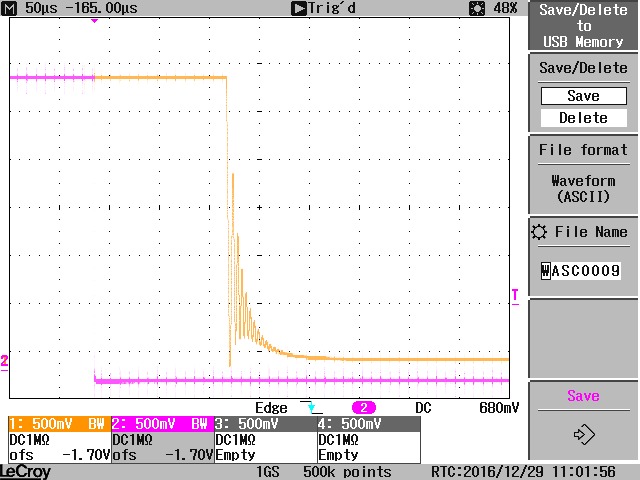 M 50µs -165.00µs Trig'd 48%
Save/Delete
to
USB Memory
Save/Delete
Save
Delete
File format
Waveform
(ASCII)
File Name
WASC0009
T
2
Save
Edge 2 DC 680mV
1: 500mV BW 2: 500mV BW 3: 500mV 4: 500mV
DC1MΩ DC1MΩ DC1MΩ DC1MΩ
ofs -1.70V ofs -1.70V Empty Empty
LeCroy 1GS 500k points RTC:2016/12/29 11:01:56